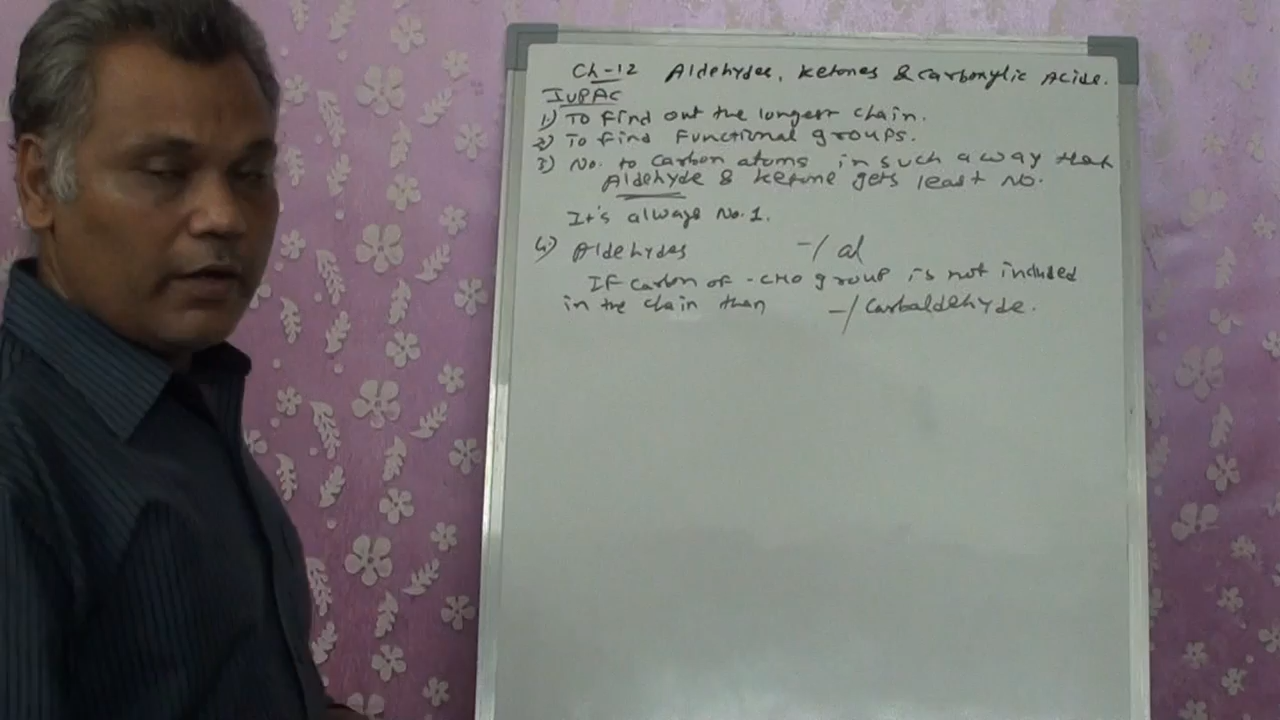 Ch-12 Aldehydes, Ketones & Carboxylic Acids.
IUPAC
1) To find out the longest chain.
2) To find Functional groups.
3) No. to Carbon atoms in such a way that
Aldehyde & Ketone gets least No.
It's always No. 1.
4) Aldehydes -/ al
If Carbon of -CHO group is not included
in the chain than -/ Carbaldehyde.